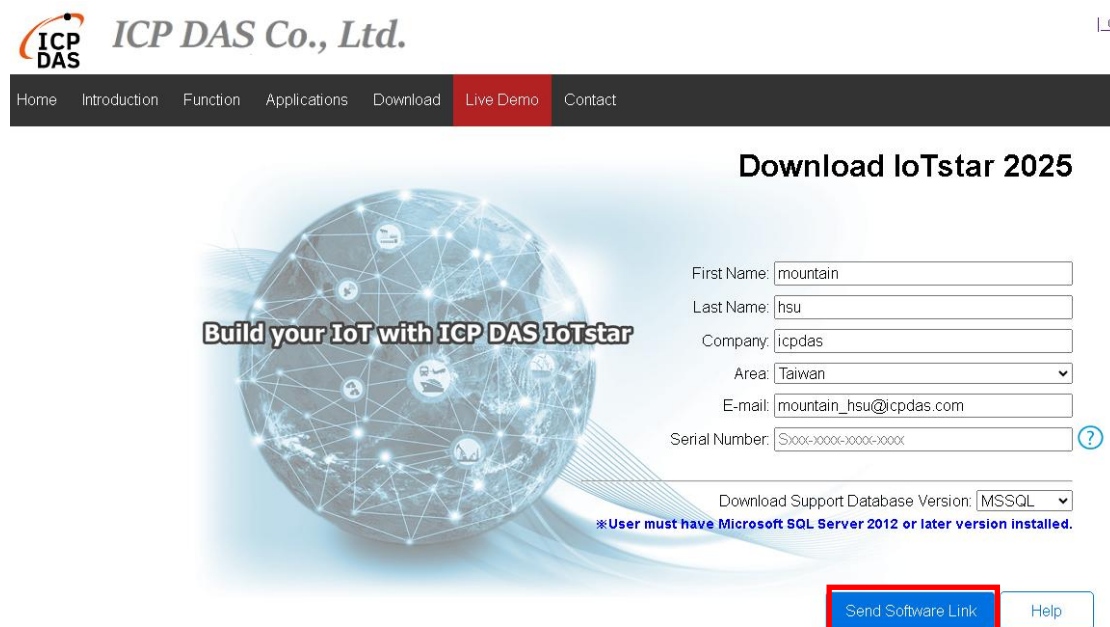 ICP DAS
ICP DAS Co., Ltd.
Home Introduction Function Applications Download Live Demo Contact
Download IoTstar 2025
Build your IoT with ICP DAS IoTstar
First Name: mountain
Last Name: hsu
Company: icpdas
Area: Taiwan
E-mail: mountain_hsu@icpdas.com
Serial Number: Sxxx-xxxx-xxxx-xxxx ?
Download Support Database Version: MSSQL
※User must have Microsoft SQL Server 2012 or later version installed.
Send Software Link Help